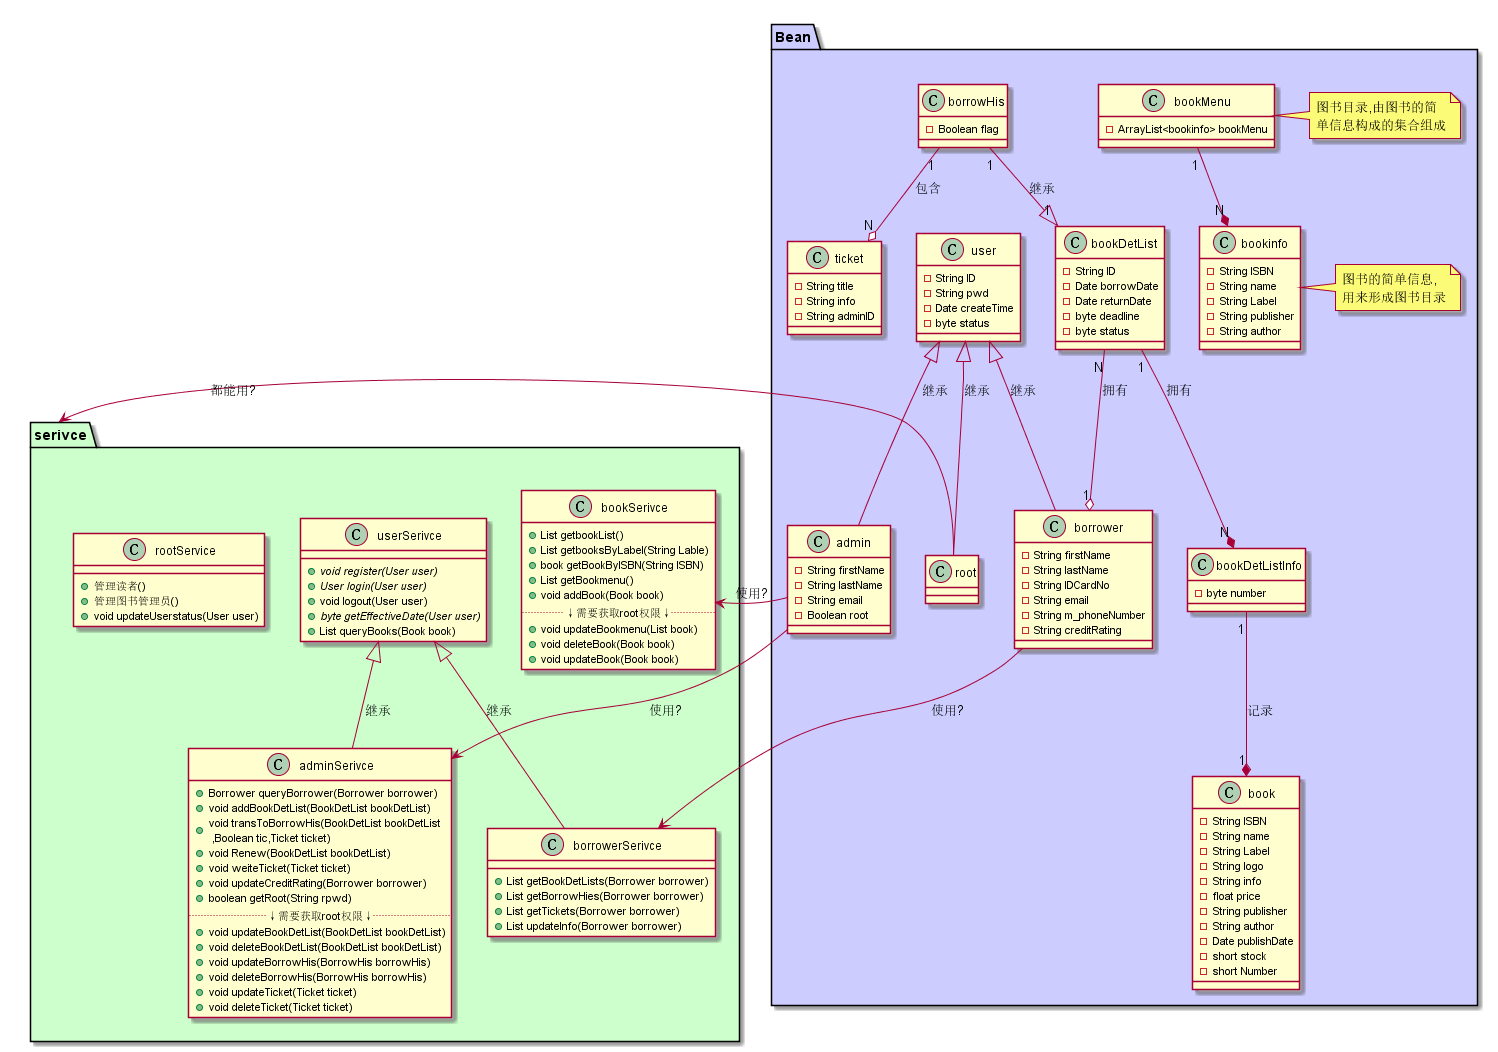 Bean
borrowHis
Boolean flag
bookMenu
ArrayList<bookinfo> bookMenu
图书目录,由图书的简
单信息构成的集合组成
1
1
1
包含
继承
N
1
N
ticket
String title
String info
String adminID
user
String ID
String pwd
Date createTime
byte status
bookDetList
String ID
Date borrowDate
Date returnDate
byte deadline
byte status
bookinfo
String ISBN
String name
String Label
String publisher
String author
图书的简单信息,
用来形成图书目录
N
1
都能用?
继承
继承
继承
拥有
拥有
1
N
serivce
rootService
管理读者()
管理图书管理员()
void updateUserstatus(User user)
userSerivce
void register(User user)
User login(User user)
void logout(User user)
byte getEffectiveDate(User user)
List queryBooks(Book book)
bookSerivce
List getbookList()
List getbooksByLabel(String Lable)
book getBookByISBN(String ISBN)
List getBookmenu()
void addBook(Book book)
↓需要获取root权限↓
void updateBookmenu(List book)
void deleteBook(Book book)
void updateBook(Book book)
使用?
admin
String firstName
String lastName
String email
Boolean root
root
borrower
String firstName
String lastName
String IDCardNo
String email
String m_phoneNumber
String creditRating
bookDetListInfo
byte number
1
继承
继承
使用?
使用?
记录
1
adminSerivce
Borrower queryBorrower(Borrower borrower)
void addBookDetList(BookDetList bookDetList)
void transToBorrowHis(BookDetList bookDetList
,Boolean tic,Ticket ticket)
void Renew(BookDetList bookDetList)
void weiteTicket(Ticket ticket)
void updateCreditRating(Borrower borrower)
boolean getRoot(String rpwd)
↓需要获取root权限↓
void updateBookDetList(BookDetList bookDetList)
void deleteBookDetList(BookDetList bookDetList)
void updateBorrowHis(BorrowHis borrowHis)
void deleteBorrowHis(BorrowHis borrowHis)
void updateTicket(Ticket ticket)
void deleteTicket(Ticket ticket)
borrowerSerivce
List getBookDetLists(Borrower borrower)
List getBorrowHies(Borrower borrower)
List getTickets(Borrower borrower)
List updateInfo(Borrower borrower)
book
String ISBN
String name
String Label
String logo
String info
float price
String publisher
String author
Date publishDate
short stock
short Number